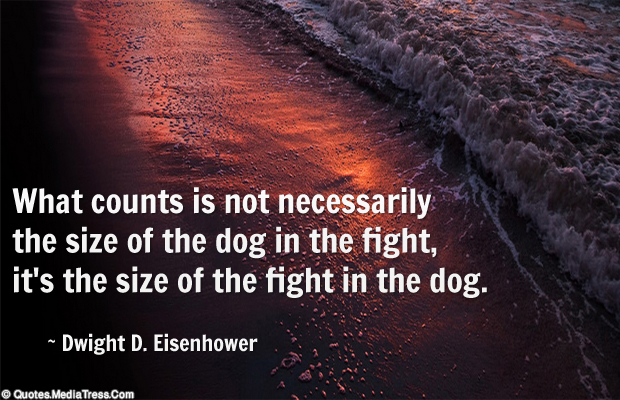 What counts is not necessarily
the size of the dog in the fight,
it's the size of the fight in the dog.
~ Dwight D. Eisenhower
© Quotes.MediaTress.Com